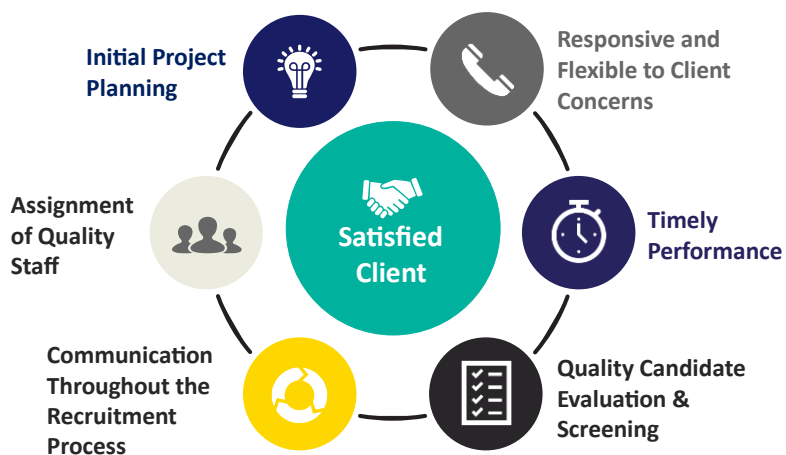 Initial Project
Planning
Responsive and
Flexible to Client
Concerns
Assignment
of Quality
Staff
Satisfied
Client
Timely
Performance
Communication
Throughout the
Recruitment
Process
Quality Candidate
Evaluation &
Screening